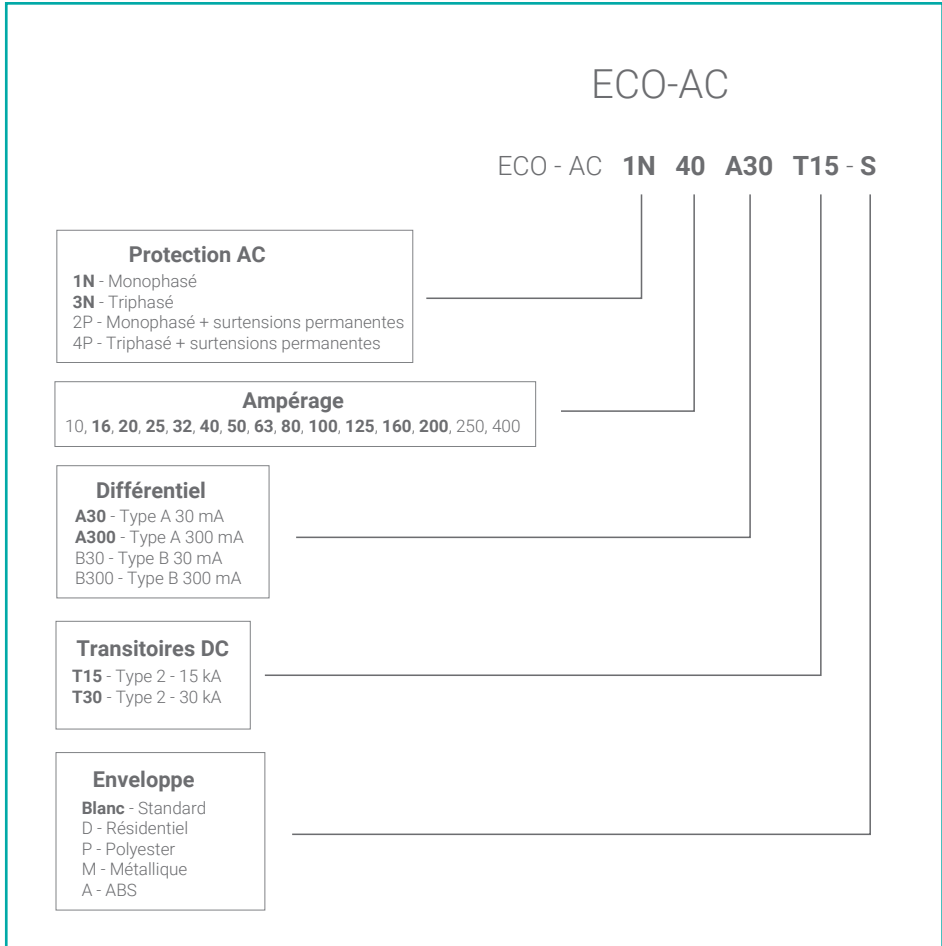 ECO-AC
ECO - AC 1N 40 A30 T15 - S
Protection AC
1N - Monophasé
3N - Triphasé
2P - Monophasé + surtensions permanentes
4P - Triphasé + surtensions permanentes
Ampérage
10, 16, 20, 25, 32, 40, 50, 63, 80, 100, 125, 160, 200, 250, 400
Différentiel
A30 - Type A 30 mA
A300 - Type A 300 mA
B30 - Type B 30 mA
B300 - Type B 300 mA
Transitoires DC
T15 - Type 2 - 15 kA
T30 - Type 2 - 30 kA
Enveloppe
Blanc - Standard
D - Résidentiel
P - Polyester
M - Métallique
A - ABS